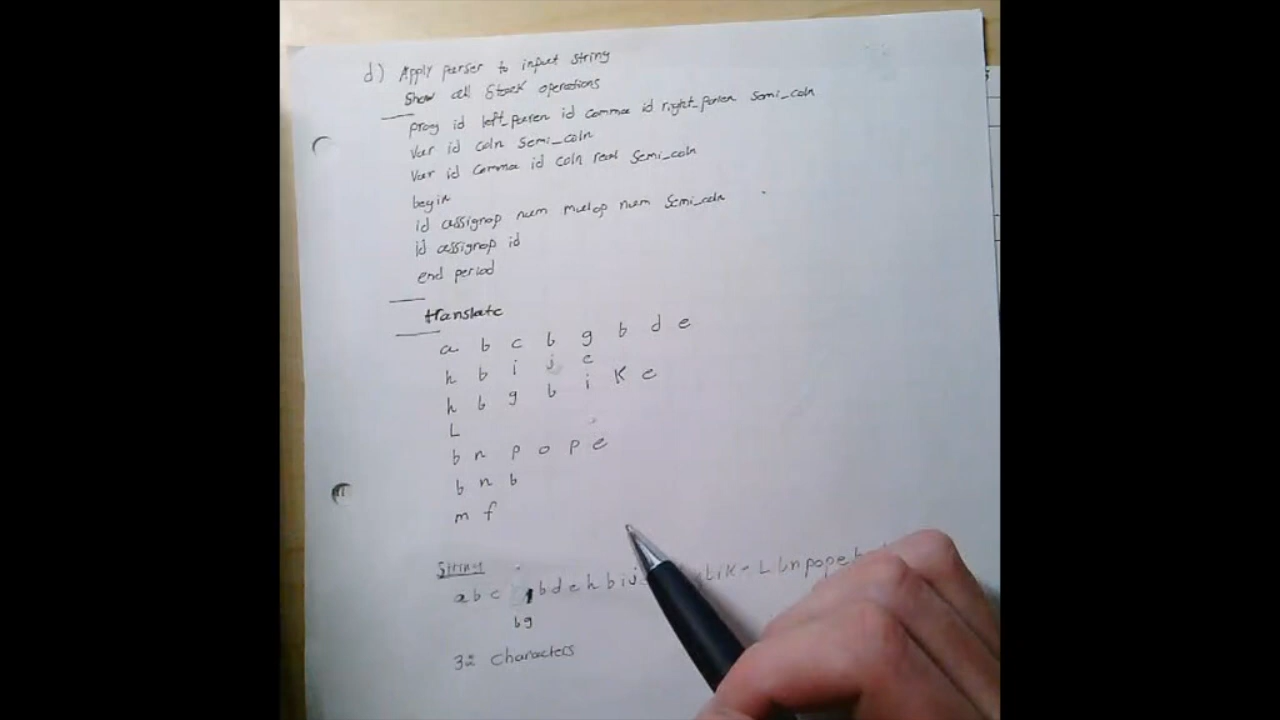 d) Apply parser to input string
Show all stack operations
prog id left_paren id comma id right_paren semi_coln
Var id coln semi_coln
Var id comma id coln real semi_coln
begin
id assignop num mulop num semi_coln
id assignop id
end period
translate
a b c b g b d e
h b i j e
h b g b i K e
L
b n p o p e
b n b
m f
String
a b c b d e h b i j b i K L b n p o p e b
b g
32 characters